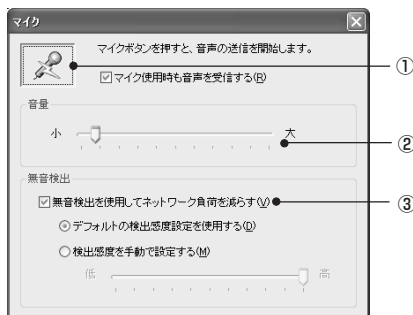 マイク
マイクボタンを押すと、音声の送信を開始します。
マイク使用時も音声を受信する(R)
①
音量
小
大
②
無音検出
無音検出を使用してネットワーク負荷を減らす(V)
③
デフォルトの検出感度設定を使用する(D)
検出感度を手動で設定する(M)
低
高